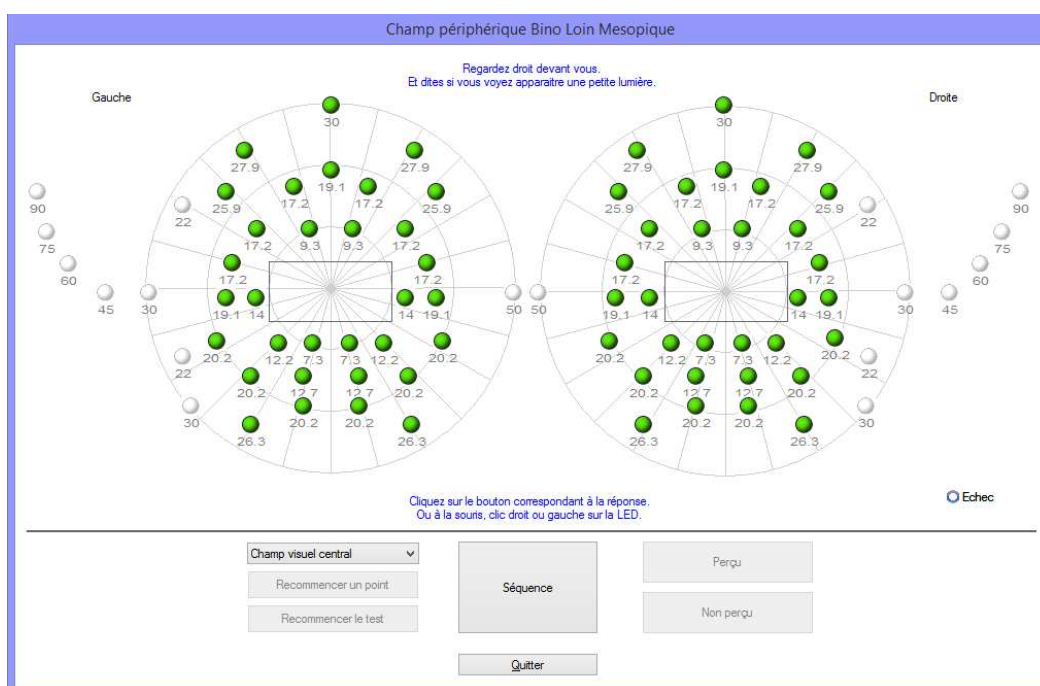 Champ périphérique Bino Loin Mesopique
Regardez droit devant vous.
Et dites si vous voyez apparaitre une petite lumière.
Gauche
Droite
30 30
27.9 27.9 27.9 27.9
19.1 19.1
90 25.9 17.2 17.2 25.9 25.9 17.2 17.2 25.9 90
22 22
75 17.2 9.3 9.3 17.2 17.2 9.3 9.3 17.2 75
60 17.2 17.2 17.2 17.2 60
45 30 19.1 14 14 19.1 50 50 19.1 14 14 19.1 30 45
20.2 12.2 7.3 7.3 12.2 20.2 20.2 12.2 7.3 7.3 12.2 20.2
22 22
20.2 12.7 12.7 20.2 20.2 12.7 12.7 20.2
30 20.2 20.2 20.2 20.2 30
26.3 26.3 26.3 26.3
Echec
Cliquez sur le bouton correspondant à la réponse.
Ou à la souris, clic droit ou gauche sur la LED.
Champ visuel central
Recommencer un point
Recommencer le test
Séquence
Perçu
Non perçu
Quitter